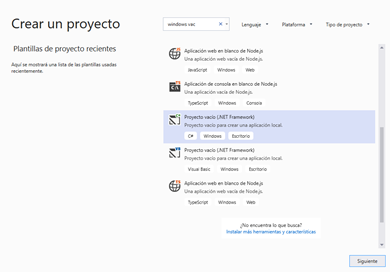 Crear un proyecto
windows vac
Lenguaje
Plataforma
Tipo de proyecto
Plantillas de proyecto recientes
Aquí se mostrará una lista de las plantillas usadas
recientemente.
Aplicación web en blanco de Node.js
Una aplicación web vacía de Node.js.
JavaScript Windows Web
Aplicación de consola en blanco de Node.js
Una aplicación vacía de Node.js.
TypeScript Windows Consola
Proyecto vacío (.NET Framework)
Proyecto vacío para crear una aplicación local.
C# Windows Escritorio
Proyecto vacío (.NET Framework)
Proyecto vacío para crear una aplicación local.
Visual Basic Windows Escritorio
Aplicación web en blanco de Node.js
Una aplicación web vacía de Node.js.
TypeScript Windows Web
¿No encuentra lo que busca?
Instalar más herramientas y características
Siguiente